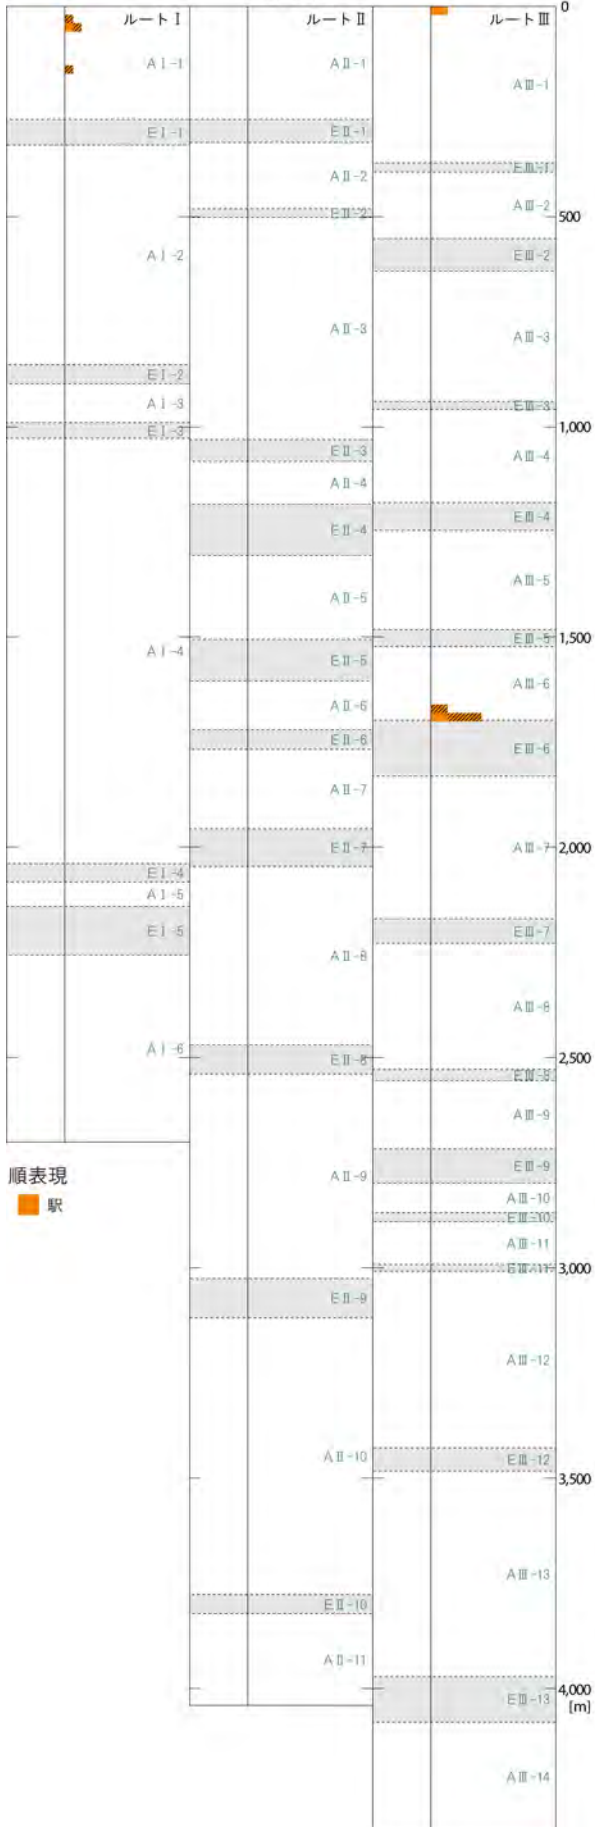 ルートⅠ
AⅠ-1
EⅠ-1
AⅠ-2
EⅠ-2
AⅠ-3
EⅠ-3
AⅠ-4
EⅠ-4
AⅠ-5
EⅠ-5
AⅠ-6
順表現
駅
ルートⅡ
AⅡ-1
EⅡ-1
AⅡ-2
EⅡ-2
AⅡ-3
EⅡ-3
AⅡ-4
EⅡ-4
AⅡ-5
EⅡ-5
AⅡ-6
EⅡ-6
AⅡ-7
EⅡ-7
AⅡ-8
EⅡ-8
AⅡ-9
EⅡ-9
AⅡ-10
EⅡ-10
AⅡ-11
ルートⅢ
AⅢ-1
EⅢ-1
AⅢ-2
EⅢ-2
AⅢ-3
EⅢ-3
AⅢ-4
EⅢ-4
AⅢ-5
EⅢ-5
AⅢ-6
EⅢ-6
AⅢ-7
EⅢ-7
AⅢ-8
EⅢ-8
AⅢ-9
EⅢ-9
AⅢ-10
EⅢ-10
AⅢ-11
EⅢ-11
AⅢ-12
EⅢ-12
AⅢ-13
EⅢ-13
AⅢ-14
0
500
1,000
1,500
2,000
2,500
3,000
3,500
4,000
[m]